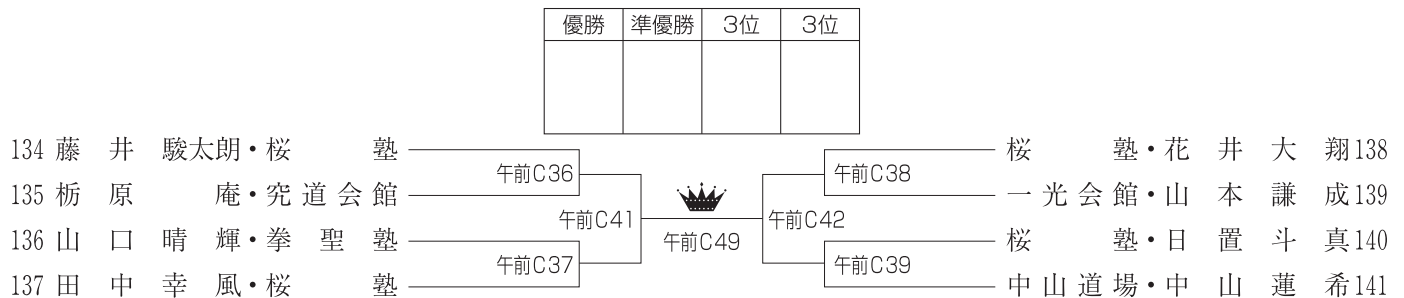 優勝 準優勝 3位 3位
134 藤井駿太朗・桜塾
午前C36
135 栃原庵・究道会館
午前C41
136 山口晴輝・拳聖塾
午前C37
137 田中幸風・桜塾
午前C49
桜塾・花井大翔 138
午前C38
一光会館・山本謙成 139
午前C42
桜塾・日置斗真 140
午前C39
中山道場・中山蓮希 141